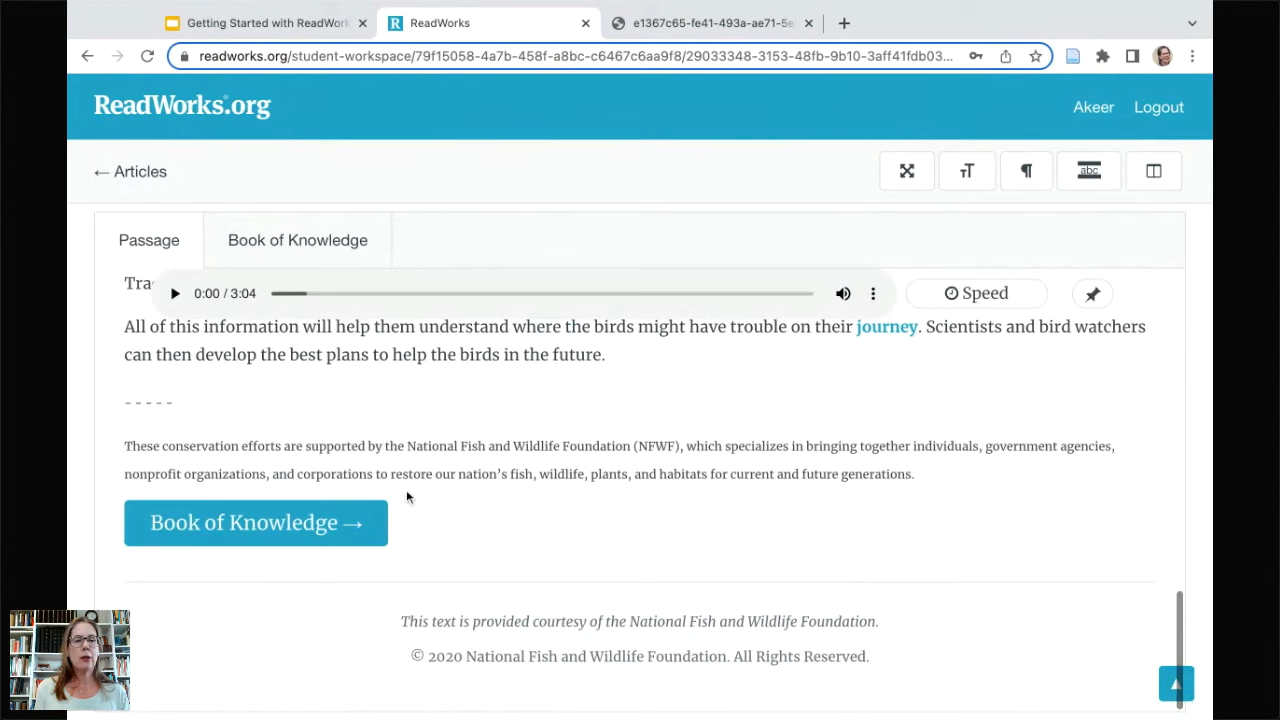 Getting Started with ReadWork
ReadWorks
e1367c65-fe41-493a-ae71-5e
readworks.org/student-workspace/79f15058-4a7b-458f-a8bc-c6467c6aa9f8/29033348-3153-48fb-9b10-3aff41fdb03...
ReadWorks.org
Akeer
Logout
← Articles
abc
Passage
Book of Knowledge
Tra
0:00 / 3:04
Speed
All of this information will help them understand where the birds might have trouble on their journey. Scientists and bird watchers
can then develop the best plans to help the birds in the future.
- - - - -
These conservation efforts are supported by the National Fish and Wildlife Foundation (NFWF), which specializes in bringing together individuals, government agencies,
nonprofit organizations, and corporations to restore our nation's fish, wildlife, plants, and habitats for current and future generations.
Book of Knowledge →
This text is provided courtesy of the National Fish and Wildlife Foundation.
© 2020 National Fish and Wildlife Foundation. All Rights Reserved.